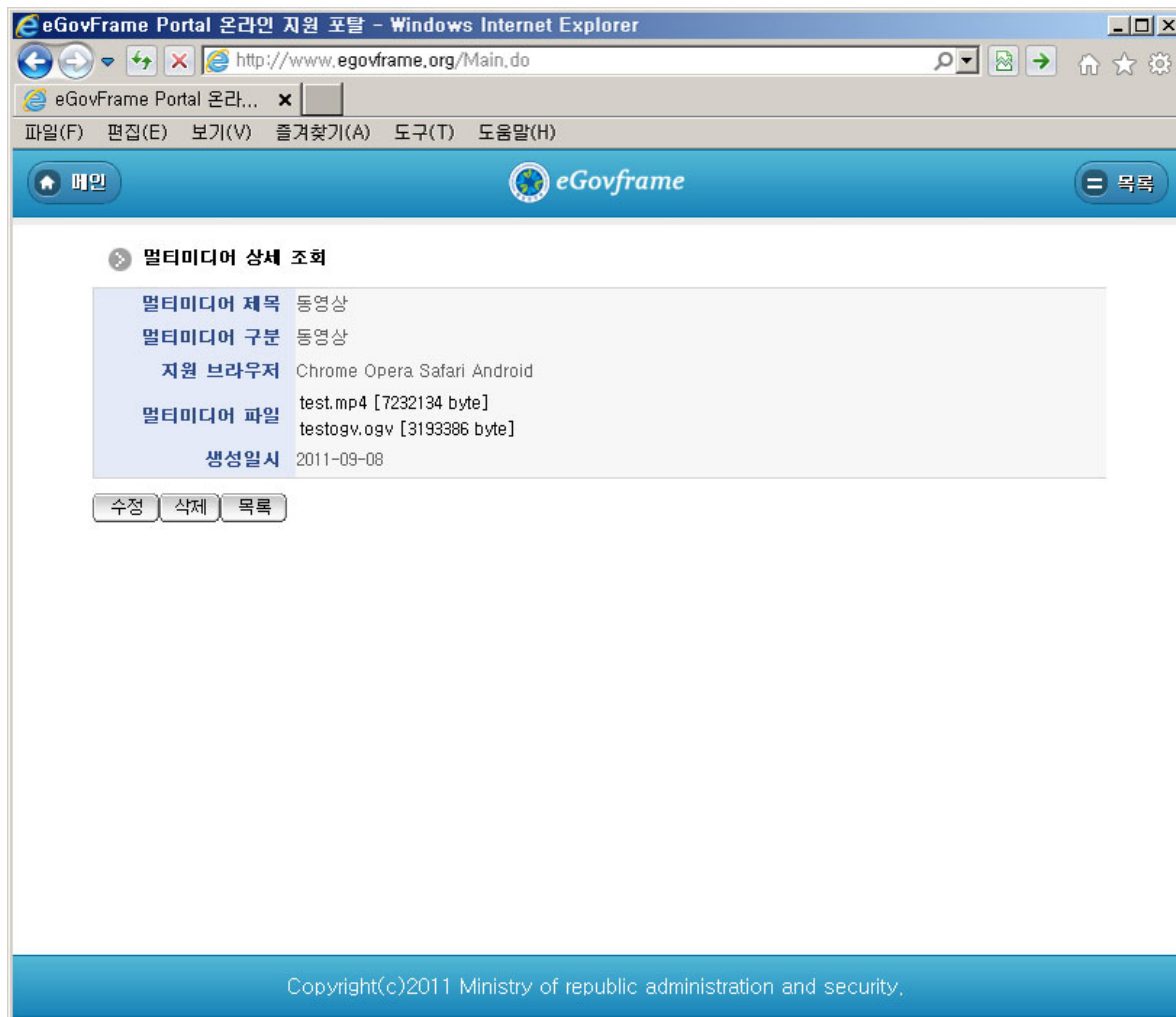 eGovFrame Portal 온라인 지원 포탈 - Windows Internet Explorer
http://www.egovframe.org/Main.do
eGovFrame Portal 온라...
파일(F) 편집(E) 보기(V) 즐겨찾기(A) 도구(T) 도움말(H)
메인 eGovframe 목록
멀티미디어 상세 조회
멀티미디어 제목 동영상
멀티미디어 구분 동영상
지원 브라우저 Chrome Opera Safari Android
멀티미디어 파일 test.mp4 [7232134 byte]
testogv.ogv [3193386 byte]
생성일시 2011-09-08
수정 삭제 목록
Copyright(c)2011 Ministry of republic administration and security.